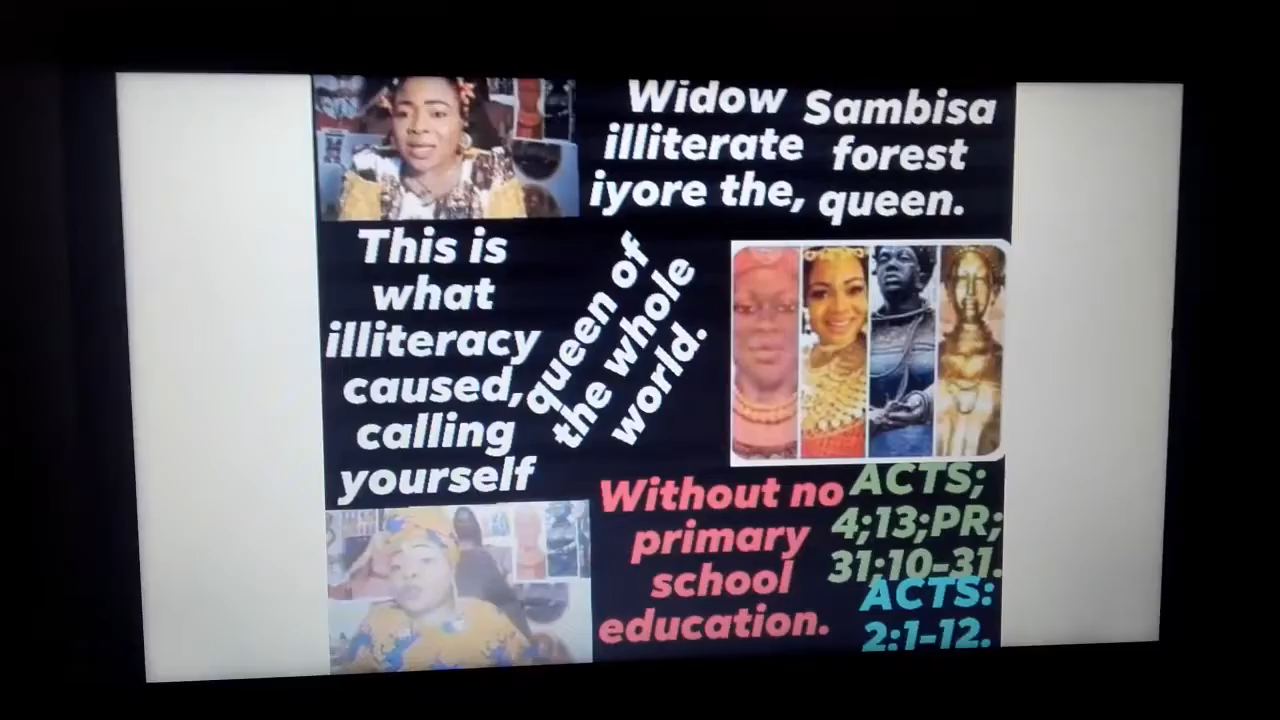 Widow
illiterate
iyore the,
Sambisa
forest
queen.
This is
what
illiteracy
caused,
calling
yourself
queen of
the whole
world.
Without no
primary
school
education.
ACTS;
4;13;PR;
31:10-31.
ACTS:
2:1-12.